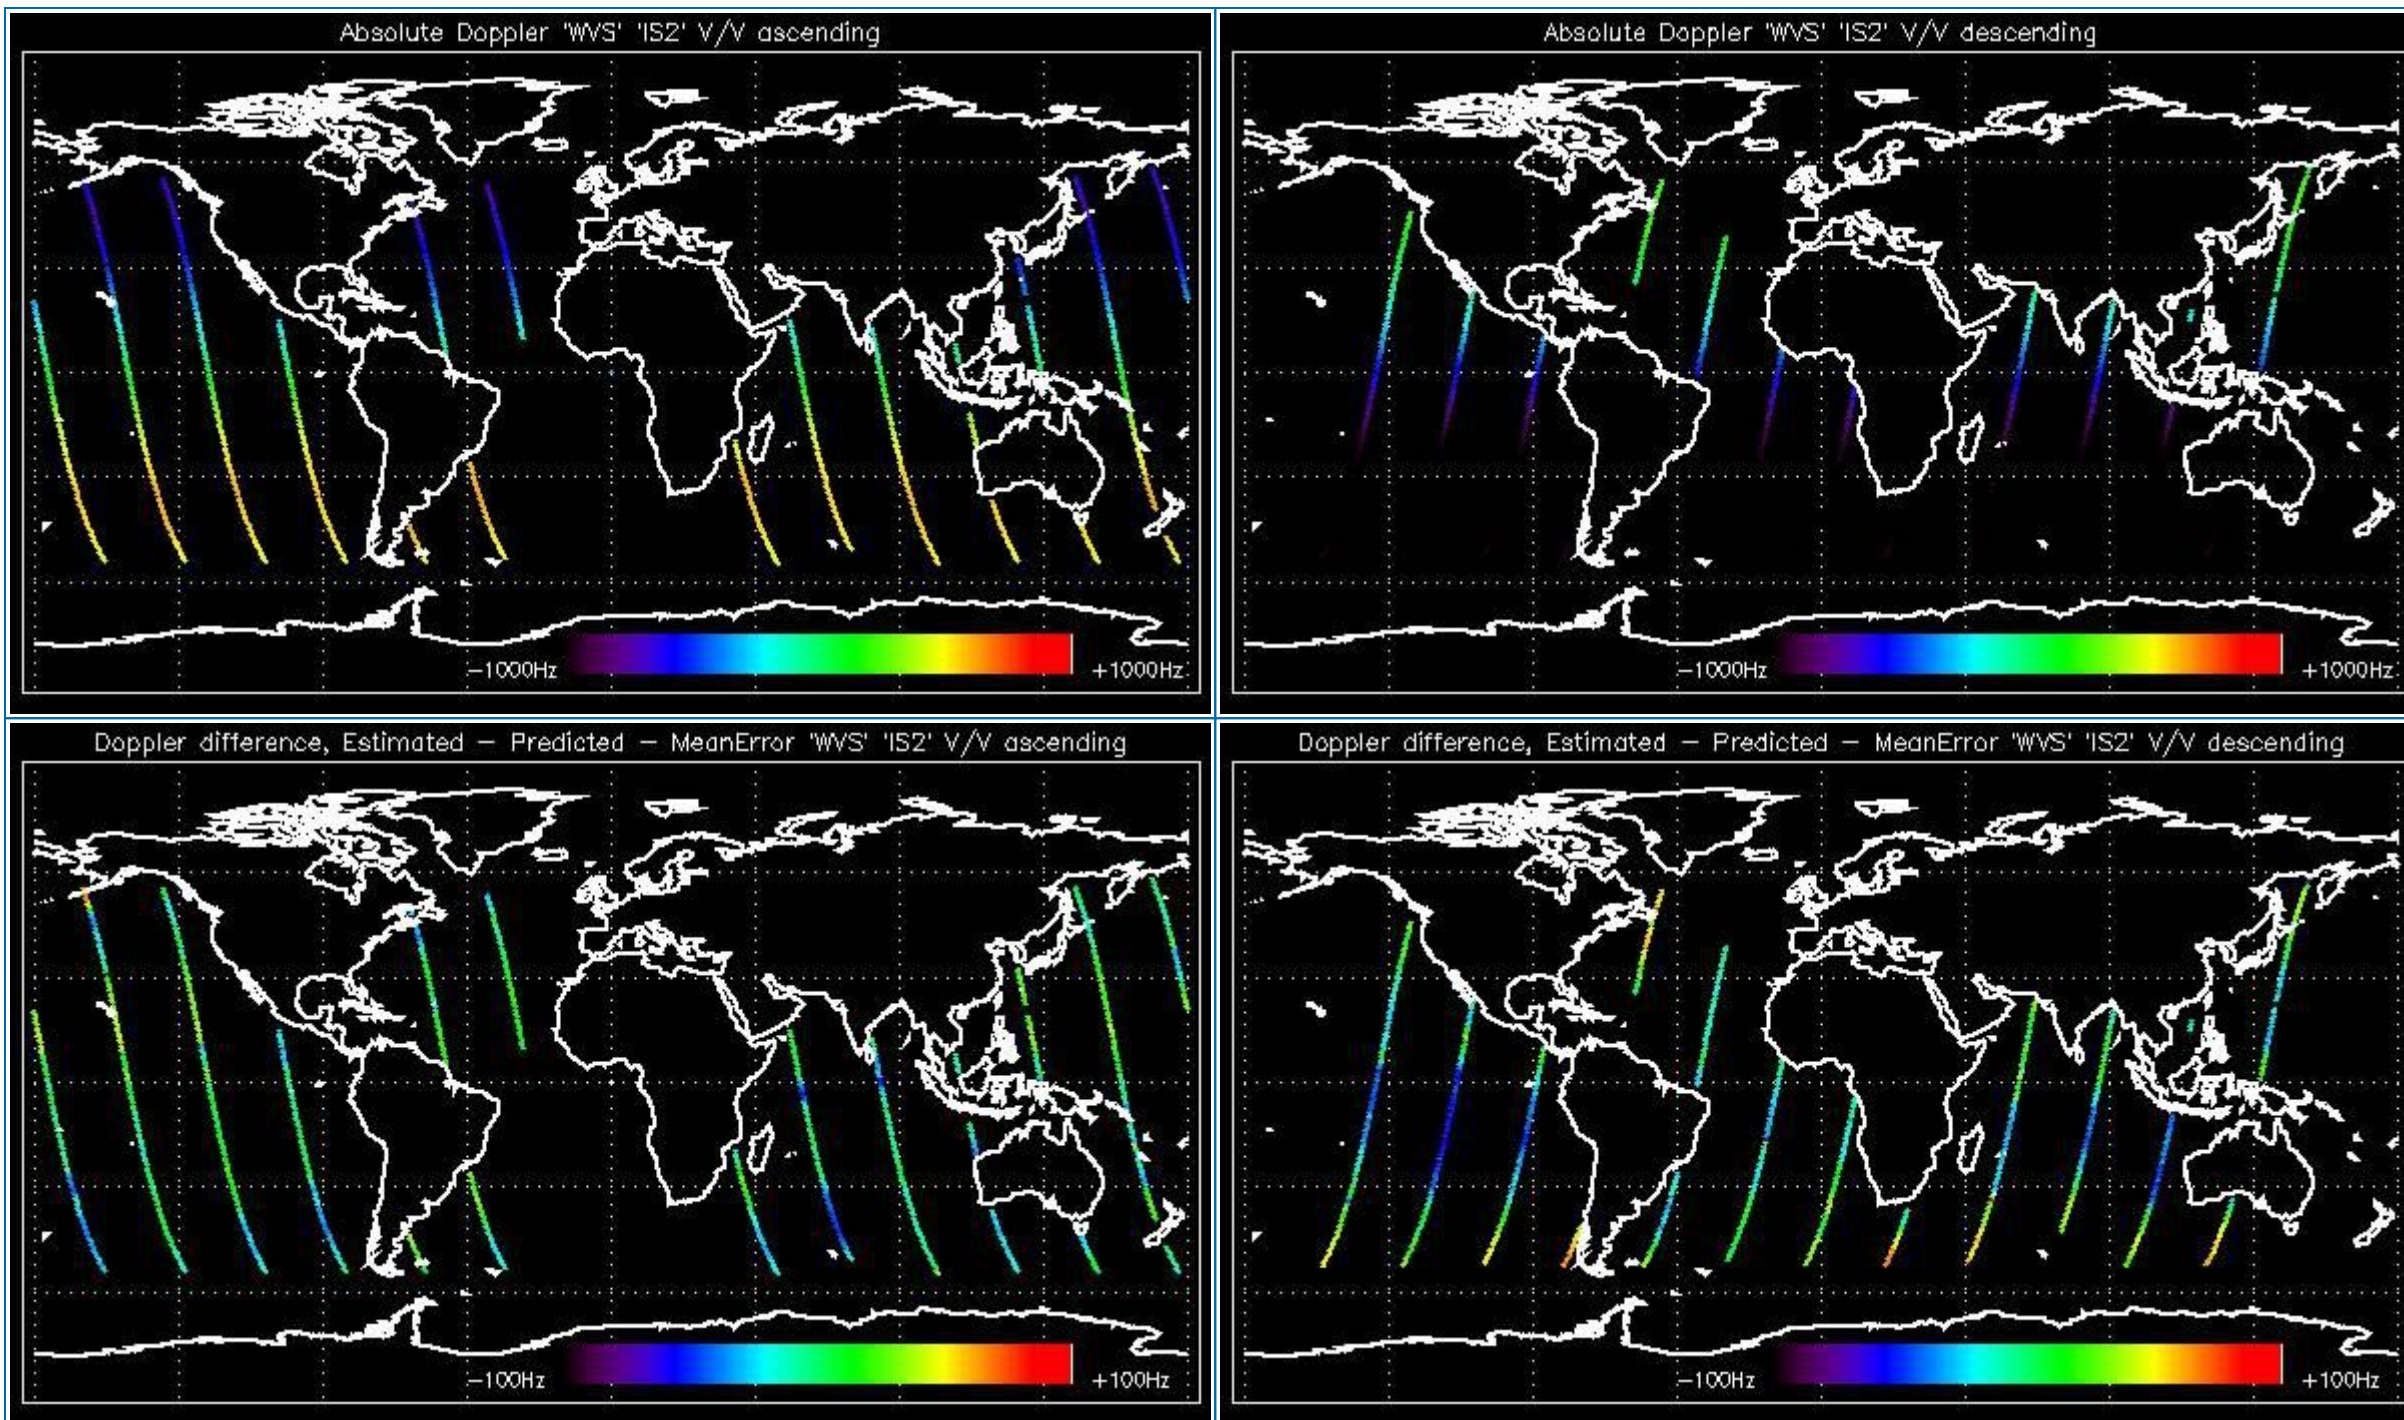 Absolute Doppler 'WVS' 'IS2' V/V ascending
−1000Hz
+1000Hz
Absolute Doppler 'WVS' 'IS2' V/V descending
−1000Hz
+1000Hz
Doppler difference, Estimated − Predicted − MeanError 'WVS' 'IS2' V/V ascending
−100Hz
+100Hz
Doppler difference, Estimated − Predicted − MeanError 'WVS' 'IS2' V/V descending
−100Hz
+100Hz